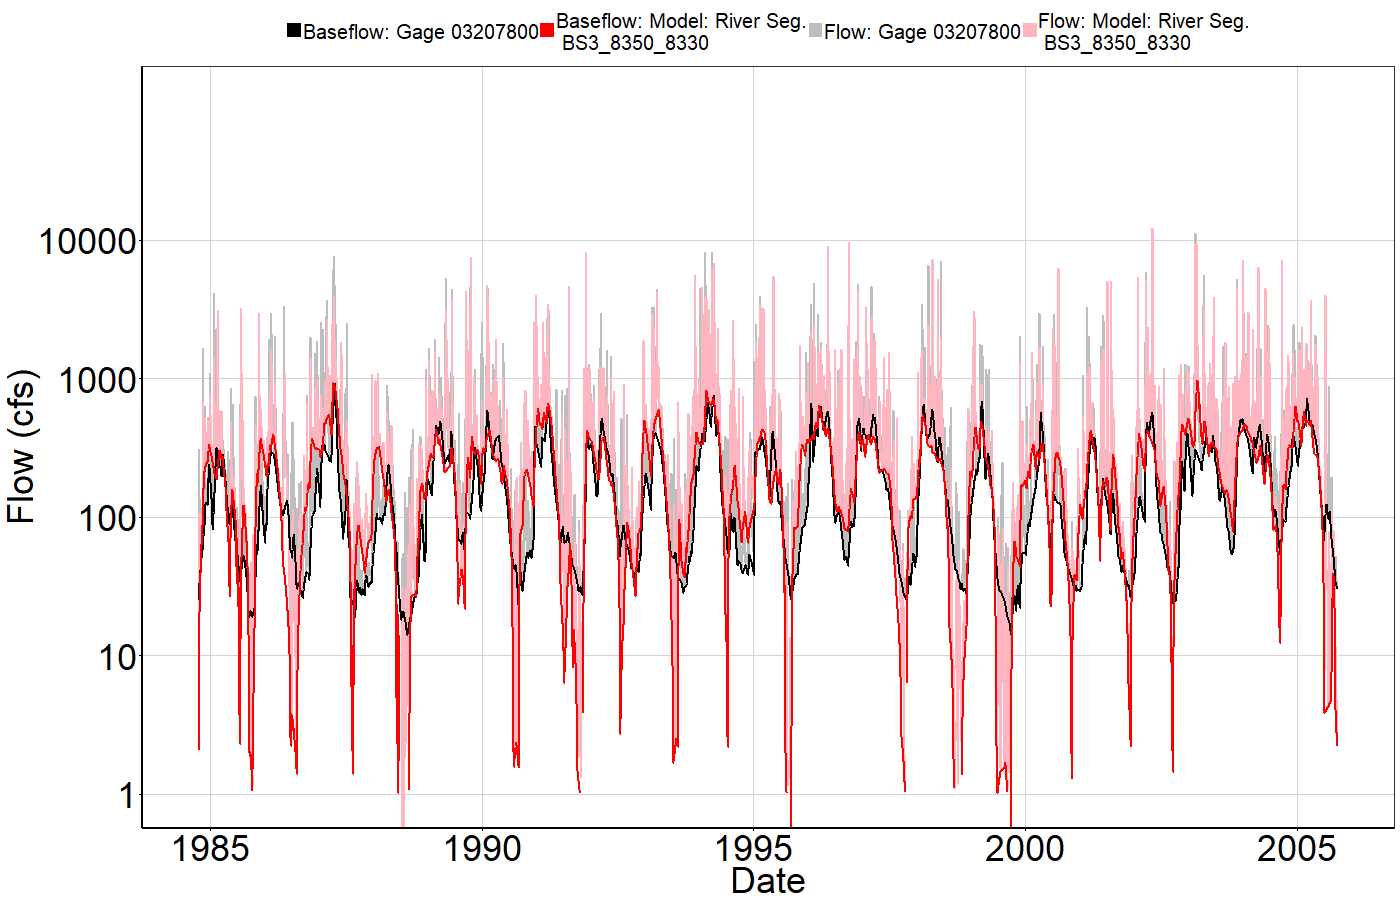 Baseflow: Gage 03207800 Baseflow: Model: River Seg. Flow: Gage 03207800 Flow: Model: River Seg.
BS3_8350_8330 BS3_8350_8330
Flow (cfs)
10000
1000
100
10
1
1985 1990 1995 2000 2005
Date